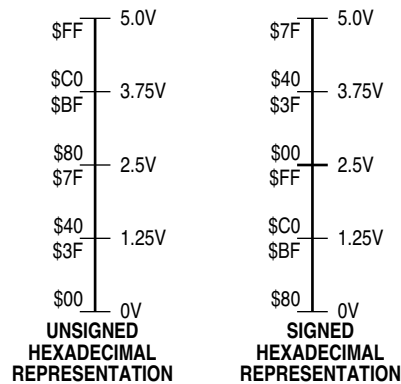 $FF 5.0V
$C0
3.75V
$BF
$80
2.5V
$7F
$40
1.25V
$3F
$00
0V
UNSIGNED
HEXADECIMAL
REPRESENTATION
$7F 5.0V
$40
3.75V
$3F
$00
2.5V
$FF
$C0
1.25V
$BF
$80
0V
SIGNED
HEXADECIMAL
REPRESENTATION